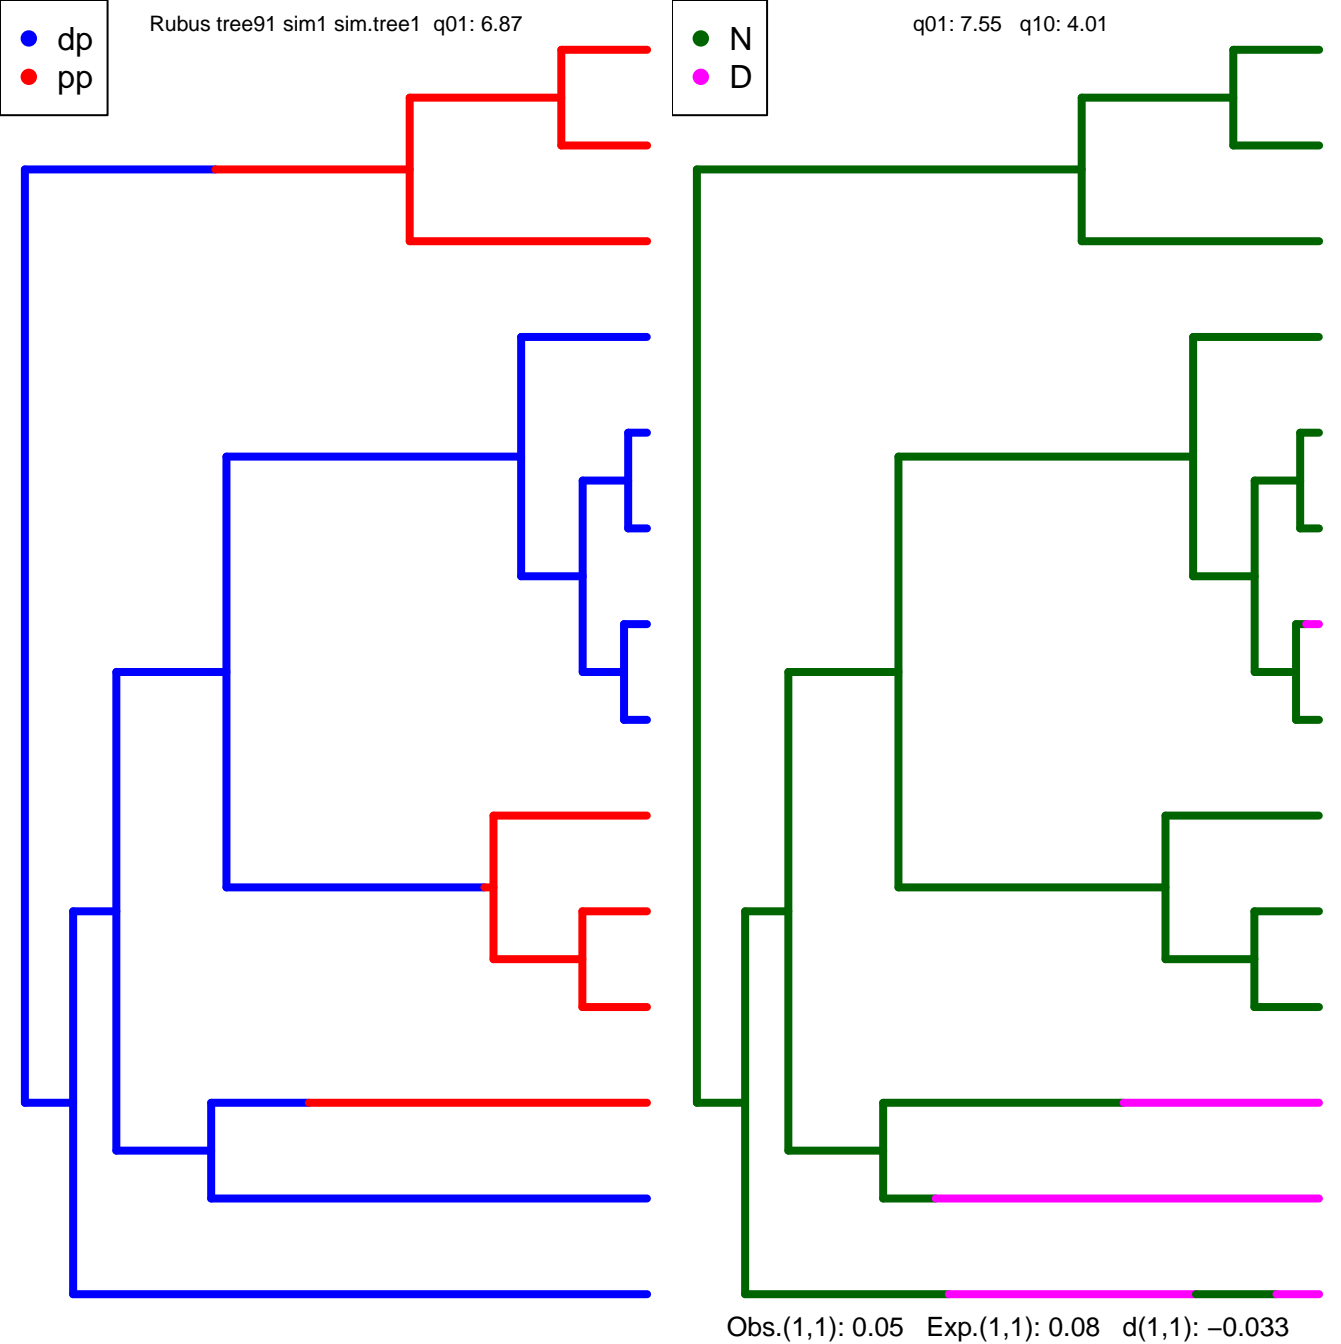 dp
pp
Rubus tree91 sim1 sim.tree1 q01: 6.87
N
D
q01: 7.55 q10: 4.01
Obs.(1,1): 0.05 Exp.(1,1): 0.08 d(1,1): −0.033